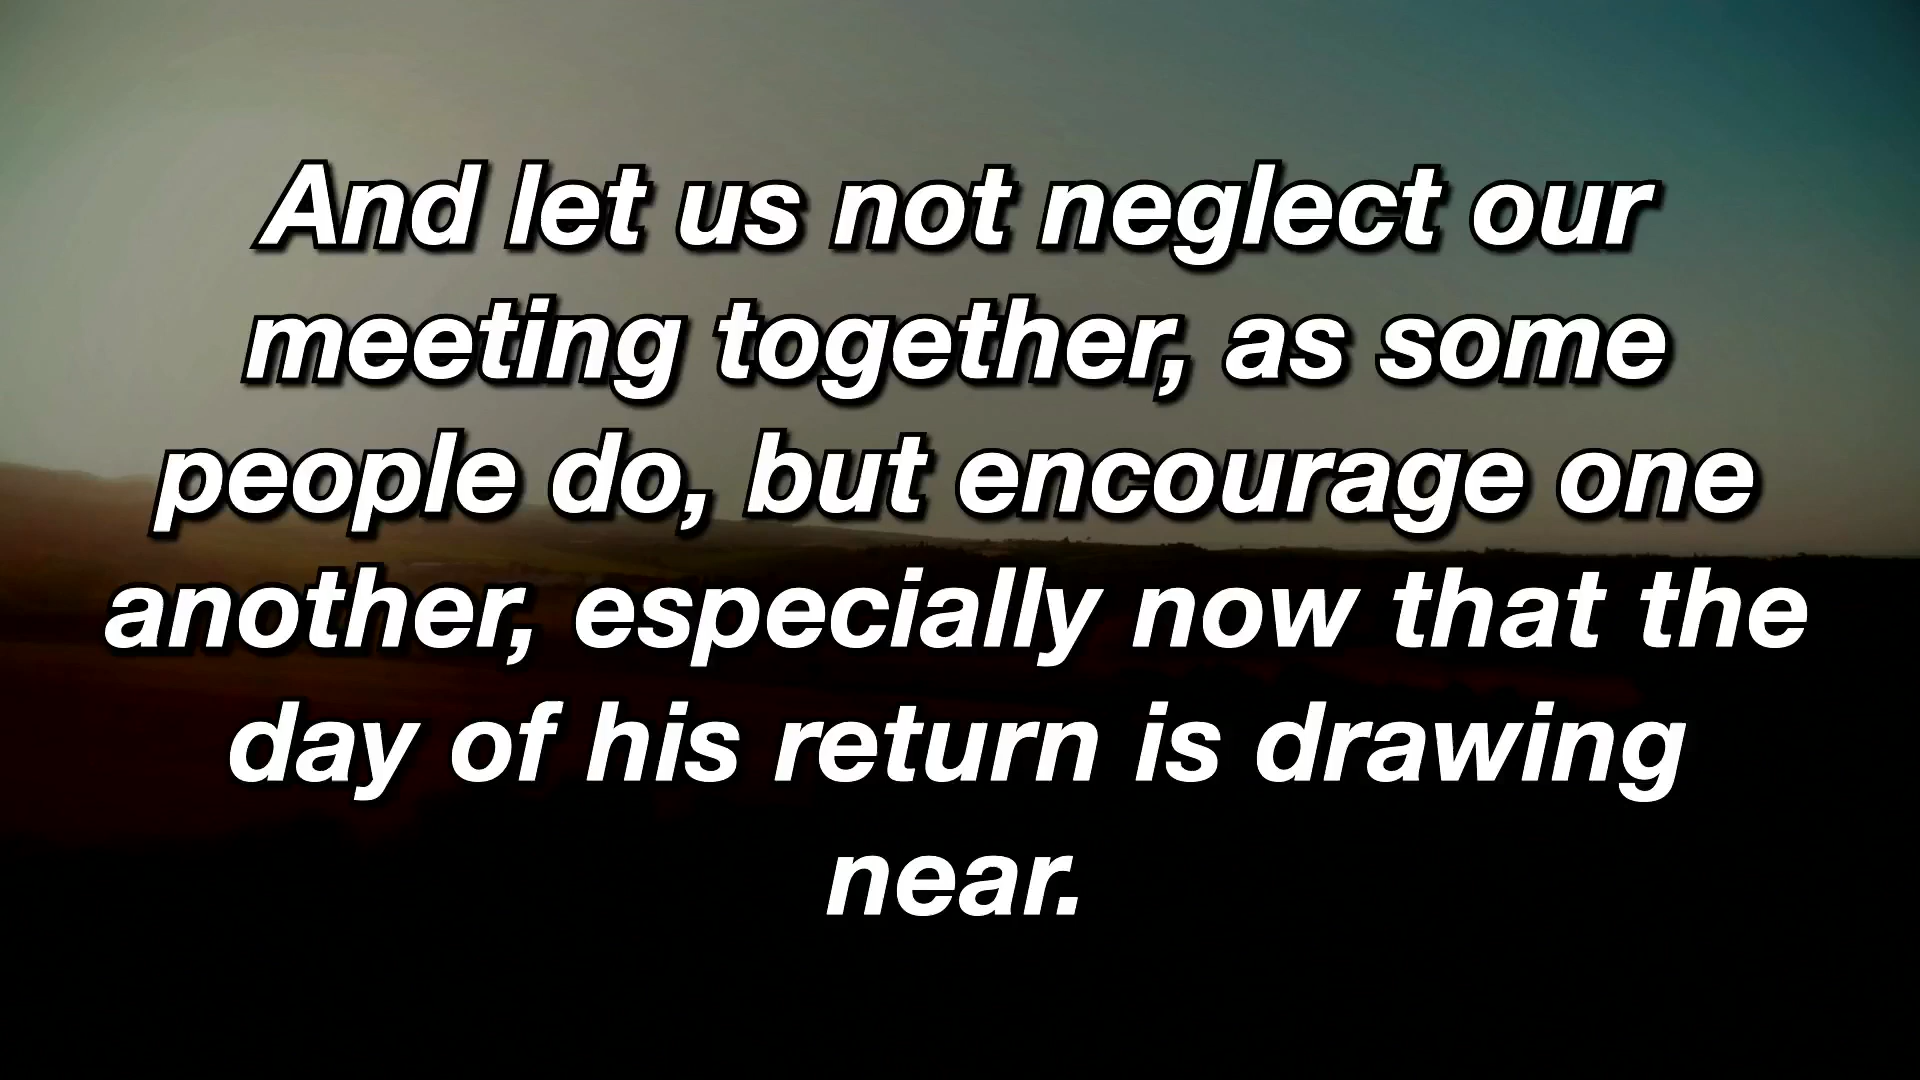 And let us not neglect our
meeting together, as some
people do, but encourage one
another, especially now that the
day of his return is drawing
near.